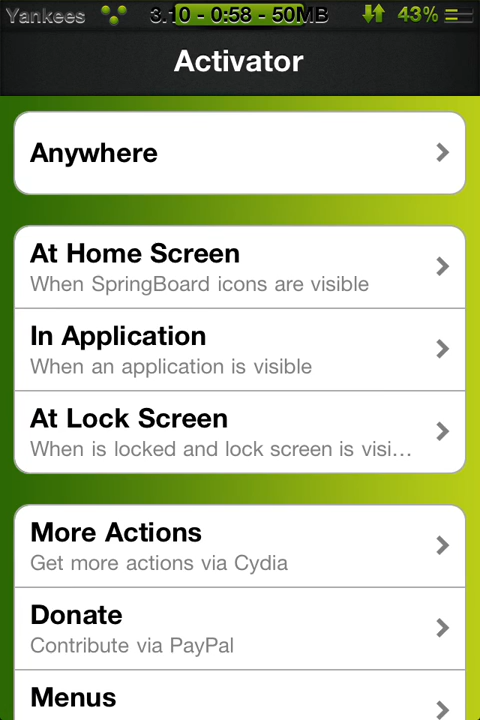 Yankees 3.10 - 0:58 - 50MB 43%
Activator
Anywhere
At Home Screen
When SpringBoard icons are visible
In Application
When an application is visible
At Lock Screen
When is locked and lock screen is visi...
More Actions
Get more actions via Cydia
Donate
Contribute via PayPal
Menus